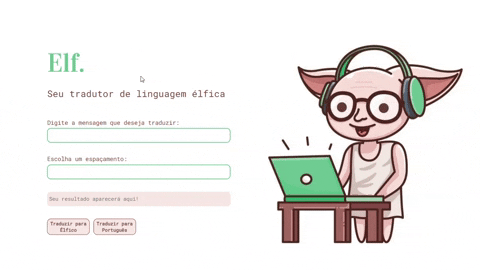 Elf.
Seu tradutor de linguagem élfica
Digite a mensagem que deseja traduzir:
Escolha um espaçamento:
Seu resultado aparecerá aqui!
Traduzir para
Élfico
Traduzir para
Português